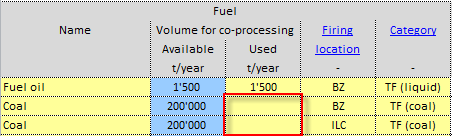 Fuel
Name Volume for co-processing Firing Category
Available Used location
t/year t/year - -
Fuel oil 1'500 1'500 BZ TF (liquid)
Coal 200'000 BZ TF (coal)
Coal 200'000 ILC TF (coal)